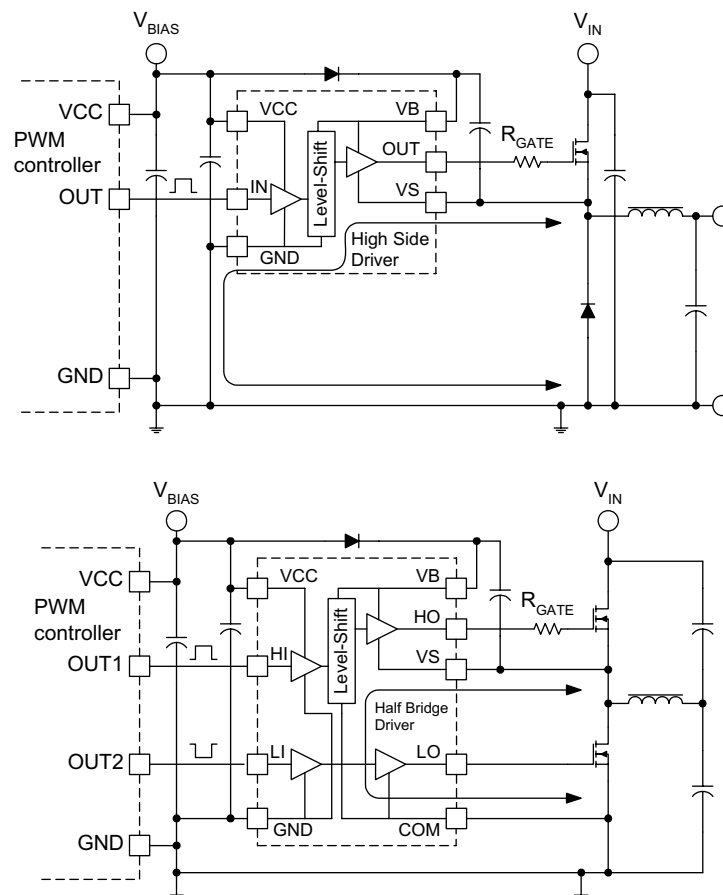 V_BIAS
V_IN
VCC
PWM
controller
OUT
GND
VCC
IN
GND
Level-Shift
VB
OUT
VS
High Side
Driver
R_GATE
V_BIAS
V_IN
VCC
PWM
controller
OUT1
OUT2
GND
VCC
HI
LI
GND
Level-Shift
VB
HO
VS
Half Bridge
Driver
LO
COM
R_GATE